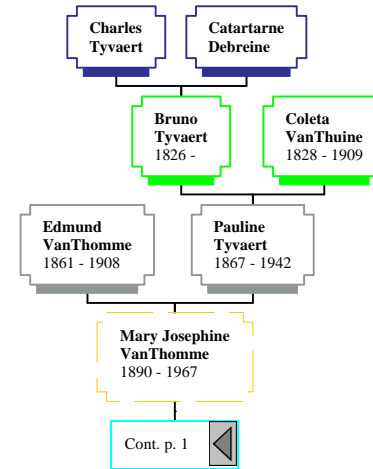 Charles
Tyvaert
Catartarne
Debreine
Bruno
Tyvaert
1826 -
Coleta
VanThuine
1828 - 1909
Edmund
VanThomme
1861 - 1908
Pauline
Tyvaert
1867 - 1942
Mary Josephine
VanThomme
1890 - 1967
Cont. p. 1